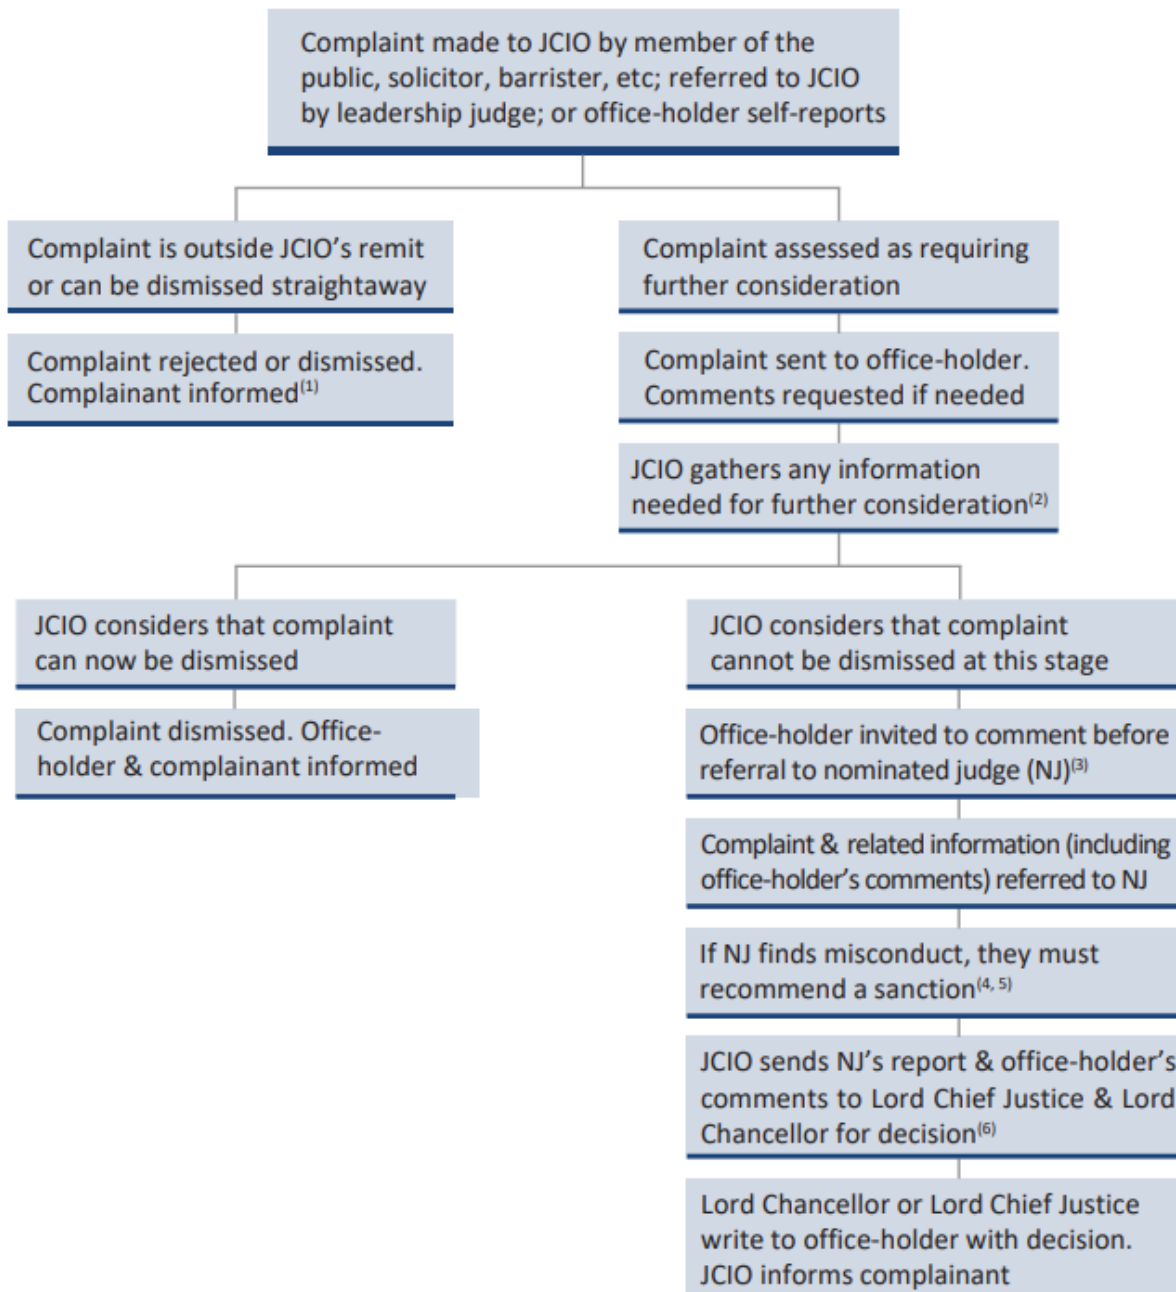 Complaint made to JCIO by member of the
public, solicitor, barrister, etc; referred to JCIO
by leadership judge; or office-holder self-reports
Complaint is outside JCIO's remit
or can be dismissed straightaway
Complaint rejected or dismissed.
Complainant informed(1)
Complaint assessed as requiring
further consideration
Complaint sent to office-holder.
Comments requested if needed
JCIO gathers any information
needed for further consideration(2)
JCIO considers that complaint
can now be dismissed
Complaint dismissed. Office-
holder & complainant informed
JCIO considers that complaint
cannot be dismissed at this stage
Office-holder invited to comment before
referral to nominated judge (NJ)(3)
Complaint & related information (including
office-holder's comments) referred to NJ
If NJ finds misconduct, they must
recommend a sanction(4, 5)
JCIO sends NJ's report & office-holder's
comments to Lord Chief Justice & Lord
Chancellor for decision(6)
Lord Chancellor or Lord Chief Justice
write to office-holder with decision.
JCIO informs complainant